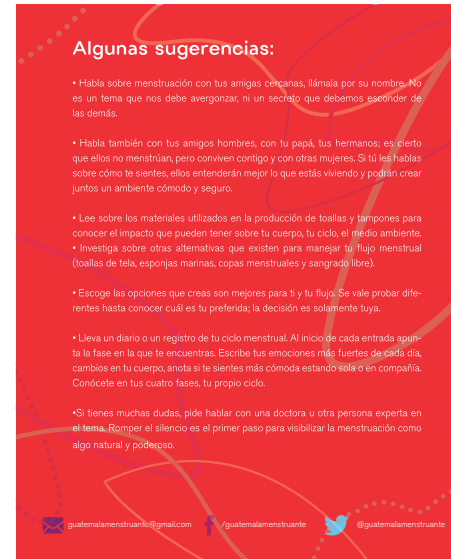 Algunas sugerencias:
• Habla sobre menstruación con tus amigas cercanas, llámala por su nombre. No
es un tema que nos debe avergonzar, ni un secreto que debemos esconder de
las demás.
• Habla también con tus amigos hombres, con tu papá, tus hermanos; es cierto
que ellos no menstrúan, pero conviven contigo y con otras mujeres. Si tú les hablas
sobre cómo te sientes, ellos entenderán mejor lo que estás viviendo y podrán crear
juntos un ambiente cómodo y seguro.
• Lee sobre los materiales utilizados en la producción de toallas y tampones para
conocer el impacto que pueden tener sobre tu cuerpo, tu ciclo, el medio ambiente.
• Investiga sobre otras alternativas que existen para manejar tu flujo menstrual
(toallas de tela, esponjas marinas, copas menstruales y sangrado libre).
• Escoge las opciones que creas son mejores para ti y tu flujo. Se vale probar dife-
rentes hasta conocer cuál es tu preferida; la decisión es solamente tuya.
• Lleva un diario o un registro de tu ciclo menstrual. Al inicio de cada entrada apun-
ta la fase en la que te encuentras. Escribe tus emociones más fuertes de cada día,
cambios en tu cuerpo, anota si te sientes más cómoda estando sola o en compañía.
Conócete en tus cuatro fases, tu propio ciclo.
•Si tienes muchas dudas, pide hablar con una doctora u otra persona experta en
el tema. Romper el silencio es el primer paso para visibilizar la menstruación como
algo natural y poderoso.
guatemalamenstruante@gmail.com /guatemalamenstruante @guatemalamenstruante